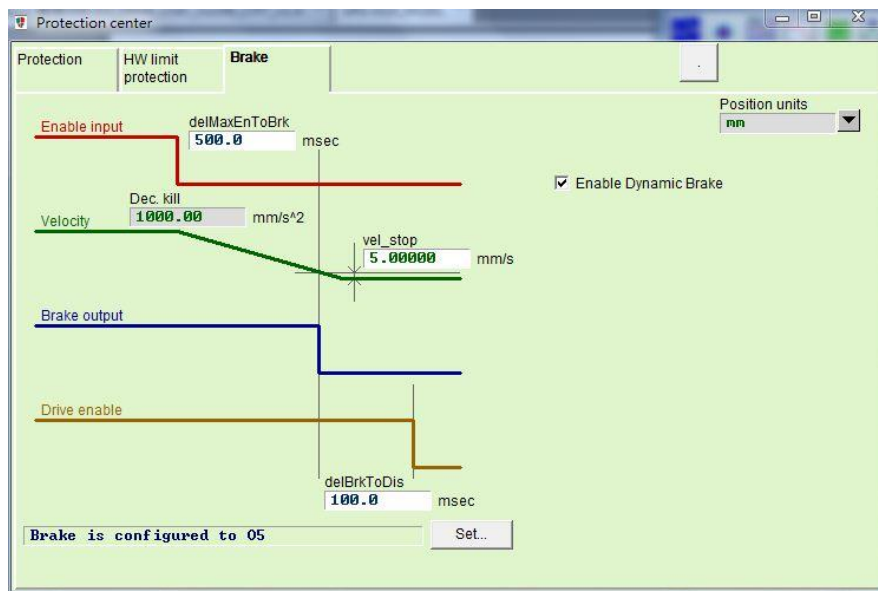 Protection center
Protection
HW limit
protection
Brake
.
Position units
mm
Enable input
delMaxEnToBrk
500.0 msec
Enable Dynamic Brake
Dec. kill
Velocity 1000.00 mm/s^2
vel_stop
5.00000 mm/s
Brake output
Drive enable
delBrkToDis
100.0 msec
Brake is configured to O5 Set...